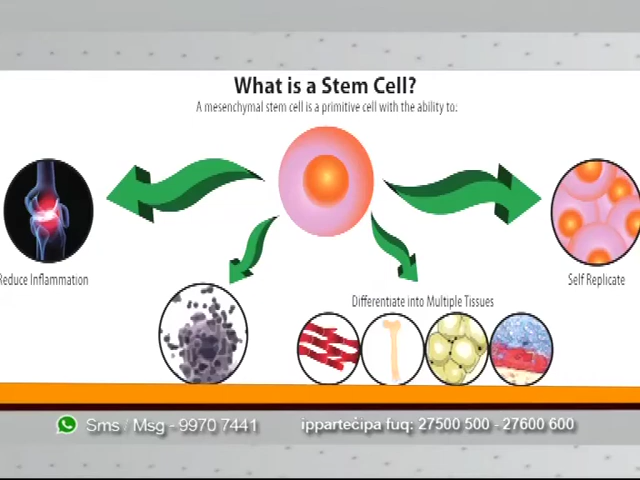 What is a Stem Cell?
A mesenchymal stem cell is a primitive cell with the ability to:
Reduce Inflammation
Self Replicate
Differentiate into Multiple Tissues
Sms / Msg - 9970 7441
ipparteċipa fuq: 27500 500 - 27600 600